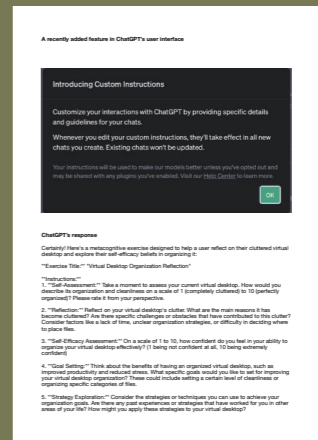 A recently added feature in ChatGPT's user interface
Introducing Custom Instructions
Customize your interactions with ChatGPT by providing specific details
and guidelines for your chats.
Whenever you edit your custom instructions, they'll take effect in all new
chats you create. Existing chats won't be updated.
Your instructions will be used to make our models better unless you've opted out and
may be shared with any plugins you've enabled. Visit our Help Center to learn more.
OK
ChatGPT's response
Certainly! Here's a metacognitive exercise designed to help a user reflect on their cluttered virtual
desktop and explore their self-efficacy beliefs in organizing it:
**Exercise Title:** "Virtual Desktop Organization Reflection"
**Instructions:**
1. **Self-Assessment:** Take a moment to assess your current virtual desktop. How would you
describe its organization and cleanliness on a scale of 1 (completely cluttered) to 10 (perfectly
organized)? Please rate it from your perspective.
2. **Reflection:** Reflect on your virtual desktop's clutter. What are the main reasons it has
become cluttered? Are there specific challenges or obstacles that have contributed to this clutter?
Consider factors like a lack of time, unclear organization strategies, or difficulty in deciding where
to place files.
3. **Self-Efficacy Assessment:** On a scale of 1 to 10, how confident do you feel in your ability to
organize your virtual desktop effectively? (1 being not confident at all, 10 being extremely
confident)
4. **Goal Setting:** Think about the benefits of having an organized virtual desktop, such as
improved productivity and reduced stress. What specific goals would you like to set for improving
your virtual desktop organization? These could include setting a certain level of cleanliness or
organizing specific categories of files.
5. **Strategy Exploration:** Consider the strategies or techniques you can use to achieve your
organization goals. Are there any past experiences or strategies that have worked for you in other
areas of your life? How might you apply these strategies to your virtual desktop?